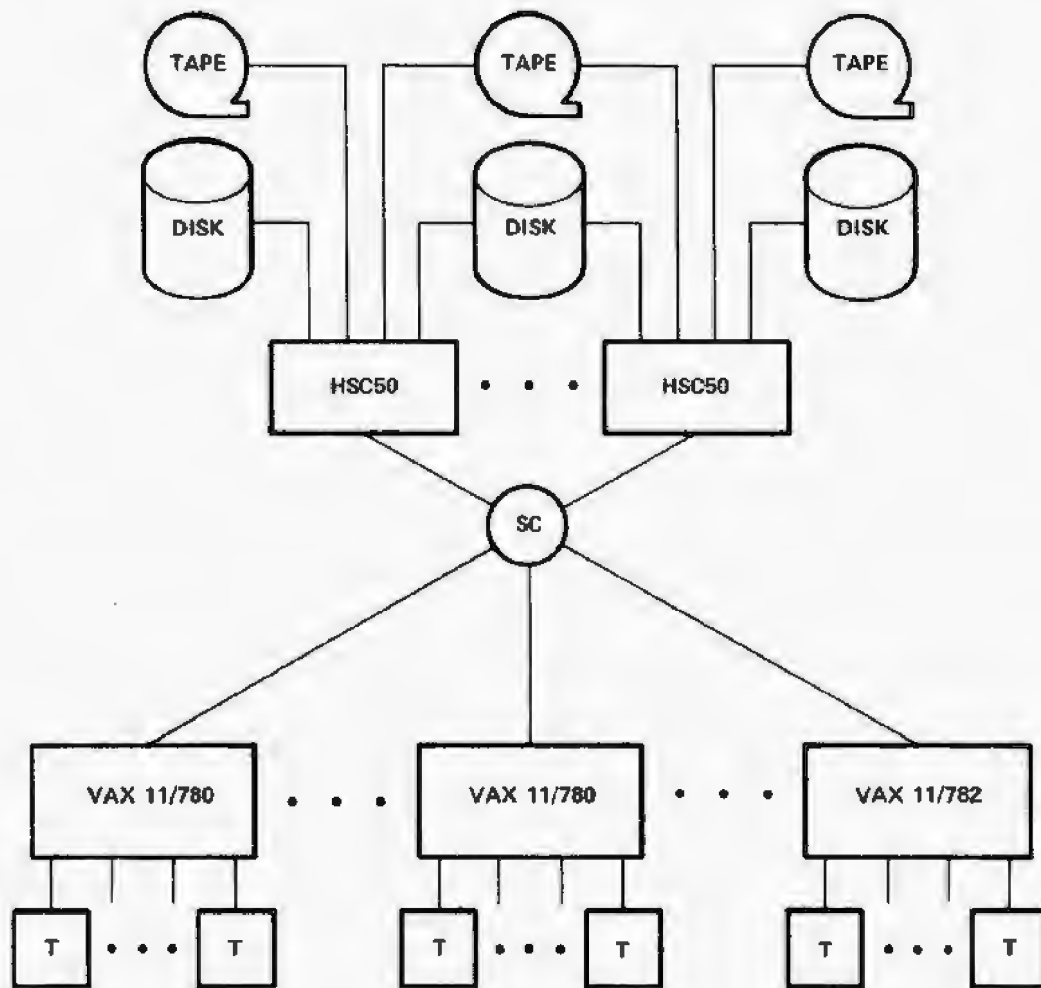 TAPE TAPE TAPE
DISK DISK DISK
HSC50 • • • HSC50
SC
VAX 11/780 • • • VAX 11/780 • • • VAX 11/782
T • • • T T • • • T T • • • T